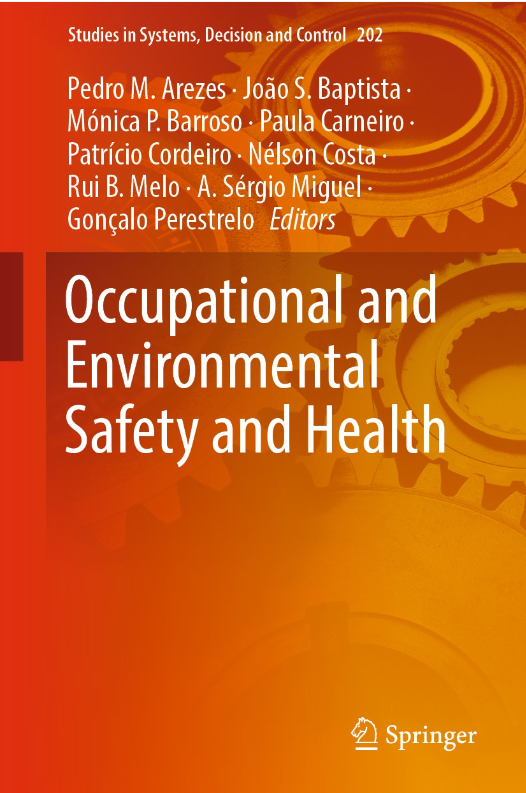 Studies in Systems, Decision and Control 202
Pedro M. Arezes · João S. Baptista ·
Mónica P. Barroso · Paula Carneiro ·
Patrício Cordeiro · Nélson Costa ·
Rui B. Melo · A. Sérgio Miguel ·
Gonçalo Perestrelo Editors
Occupational and
Environmental
Safety and Health
Springer